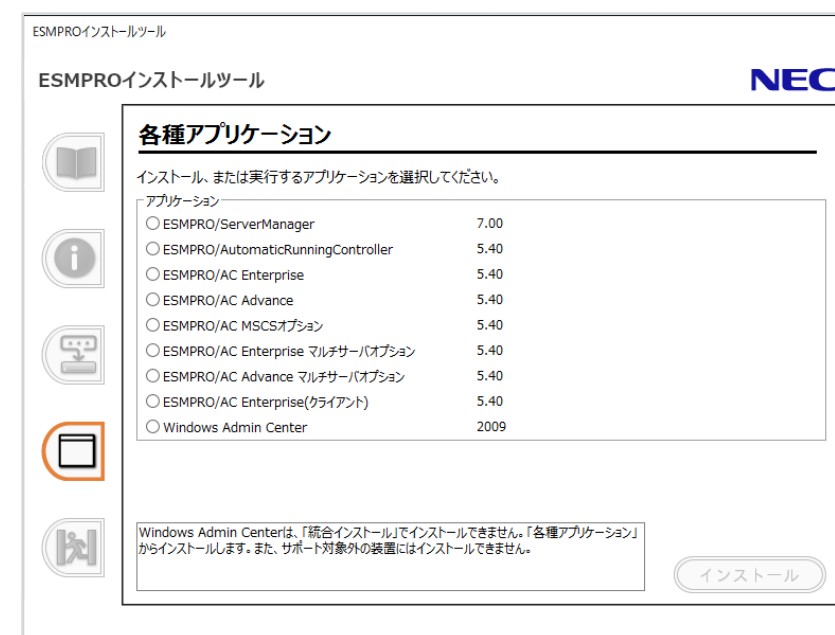 ESMPROインストールツール
ESMPROインストールツール
NEC
各種アプリケーション
インストール、または実行するアプリケーションを選択してください。
アプリケーション
ESMPRO/ServerManager 7.00
ESMPRO/AutomaticRunningController 5.40
ESMPRO/AC Enterprise 5.40
ESMPRO/AC Advance 5.40
ESMPRO/AC MSCSオプション 5.40
ESMPRO/AC Enterprise マルチサーバオプション 5.40
ESMPRO/AC Advance マルチサーバオプション 5.40
ESMPRO/AC Enterprise(クライアント) 5.40
Windows Admin Center 2009
Windows Admin Centerは、「統合インストール」でインストールできません。「各種アプリケーション」
からインストールします。また、サポート対象外の装置にはインストールできません。
インストール